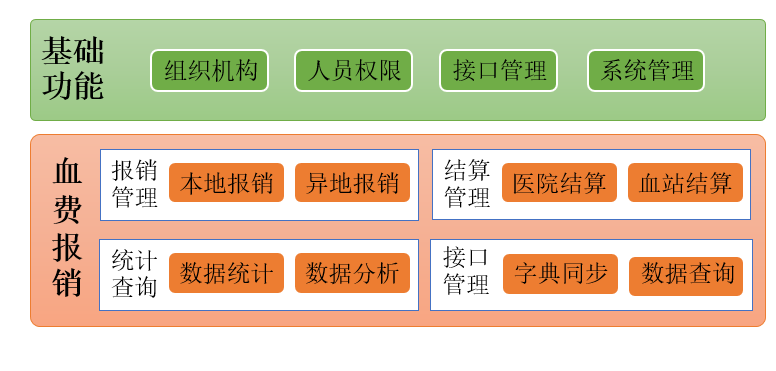 基础
功能
组织机构
人员权限
接口管理
系统管理
血费报销
报销
管理
本地报销
异地报销
结算
管理
医院结算
血站结算
统计
查询
数据统计
数据分析
接口
管理
字典同步
数据查询